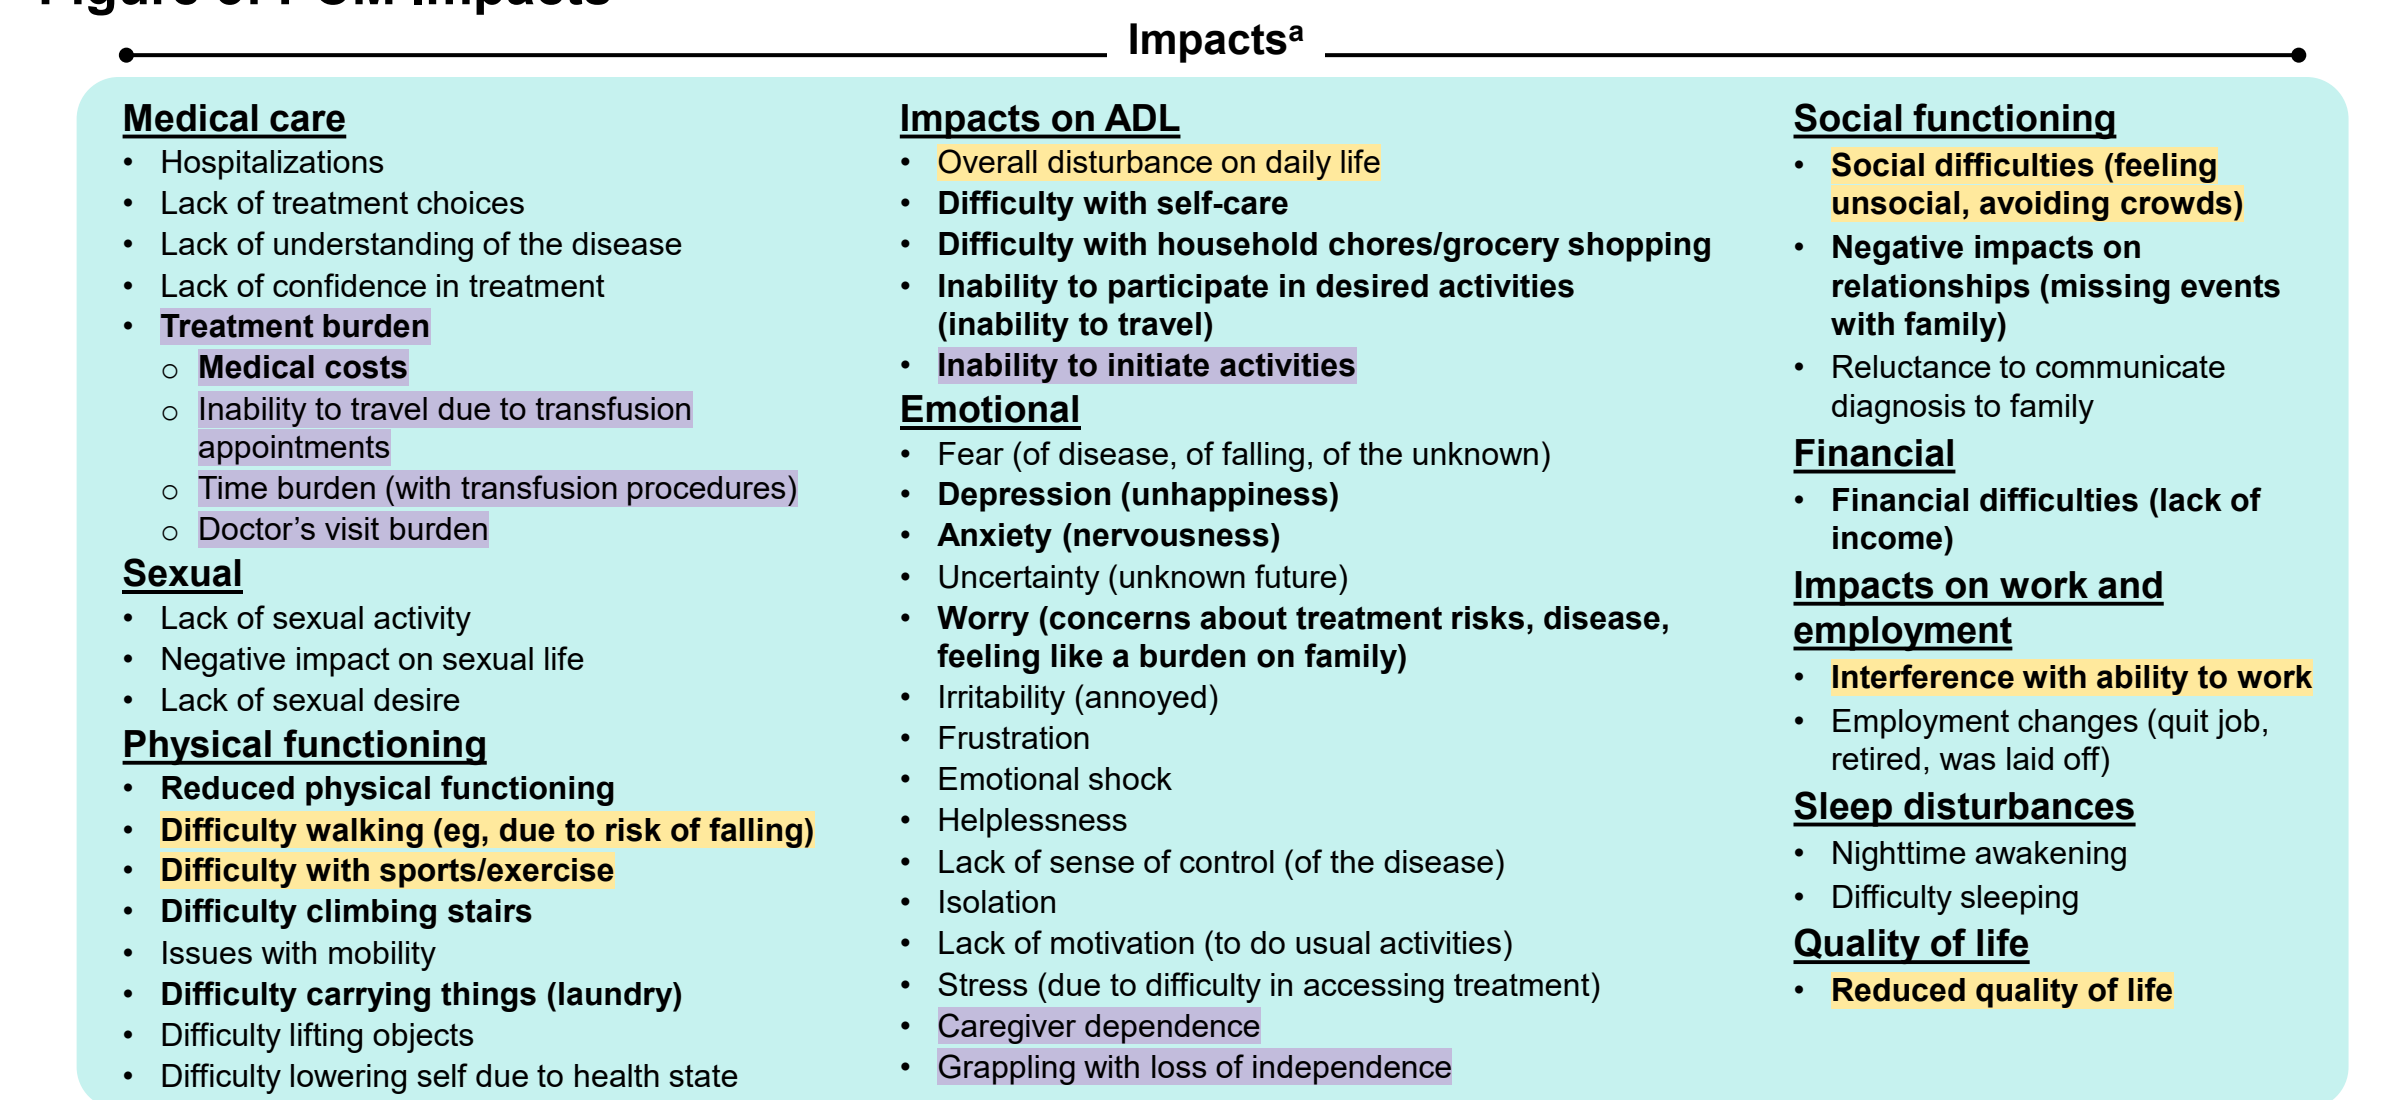 Impactsᵃ
Medical care
• Hospitalizations
• Lack of treatment choices
• Lack of understanding of the disease
• Lack of confidence in treatment
• Treatment burden
○ Medical costs
○ Inability to travel due to transfusion
appointments
○ Time burden (with transfusion procedures)
○ Doctor’s visit burden
Sexual
• Lack of sexual activity
• Negative impact on sexual life
• Lack of sexual desire
Physical functioning
• Reduced physical functioning
• Difficulty walking (eg, due to risk of falling)
• Difficulty with sports/exercise
• Difficulty climbing stairs
• Issues with mobility
• Difficulty carrying things (laundry)
• Difficulty lifting objects
• Difficulty lowering self due to health state
Impacts on ADL
• Overall disturbance on daily life
• Difficulty with self-care
• Difficulty with household chores/grocery shopping
• Inability to participate in desired activities
(inability to travel)
• Inability to initiate activities
Emotional
• Fear (of disease, of falling, of the unknown)
• Depression (unhappiness)
• Anxiety (nervousness)
• Uncertainty (unknown future)
• Worry (concerns about treatment risks, disease,
feeling like a burden on family)
• Irritability (annoyed)
• Frustration
• Emotional shock
• Helplessness
• Lack of sense of control (of the disease)
• Isolation
• Lack of motivation (to do usual activities)
• Stress (due to difficulty in accessing treatment)
• Caregiver dependence
• Grappling with loss of independence
Social functioning
• Social difficulties (feeling
unsocial, avoiding crowds)
• Negative impacts on
relationships (missing events
with family)
• Reluctance to communicate
diagnosis to family
Financial
• Financial difficulties (lack of
income)
Impacts on work and
employment
• Interference with ability to work
• Employment changes (quit job,
retired, was laid off)
Sleep disturbances
• Nighttime awakening
• Difficulty sleeping
Quality of life
• Reduced quality of life